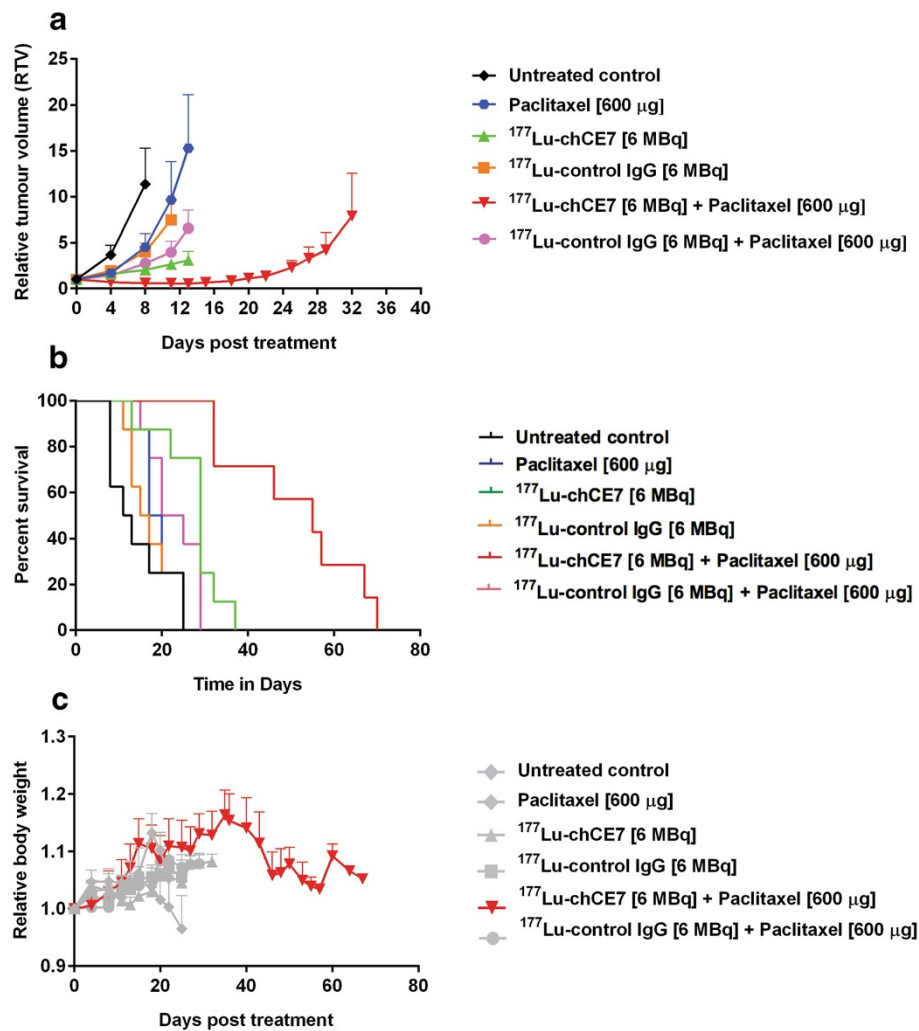 a
Relative tumour volume (RTV)
25
20
15
10
5
0
0 4 8 12 16 20 24 28 32 36 40
Days post treatment
Untreated control
Paclitaxel [600 μg]
¹⁷⁷Lu-chCE7 [6 MBq]
¹⁷⁷Lu-control IgG [6 MBq]
¹⁷⁷Lu-chCE7 [6 MBq] + Paclitaxel [600 μg]
¹⁷⁷Lu-control IgG [6 MBq] + Paclitaxel [600 μg]
b
Percent survival
100
80
60
40
20
0
0 20 40 60 80
Time in Days
Untreated control
Paclitaxel [600 μg]
¹⁷⁷Lu-chCE7 [6 MBq]
¹⁷⁷Lu-control IgG [6 MBq]
¹⁷⁷Lu-chCE7 [6 MBq] + Paclitaxel [600 μg]
¹⁷⁷Lu-control IgG [6 MBq] + Paclitaxel [600 μg]
c
Relative body weight
1.3
1.2
1.1
1.0
0.9
0 20 40 60 80
Days post treatment
Untreated control
Paclitaxel [600 μg]
¹⁷⁷Lu-chCE7 [6 MBq]
¹⁷⁷Lu-control IgG [6 MBq]
¹⁷⁷Lu-chCE7 [6 MBq] + Paclitaxel [600 μg]
¹⁷⁷Lu-control IgG [6 MBq] + Paclitaxel [600 μg]